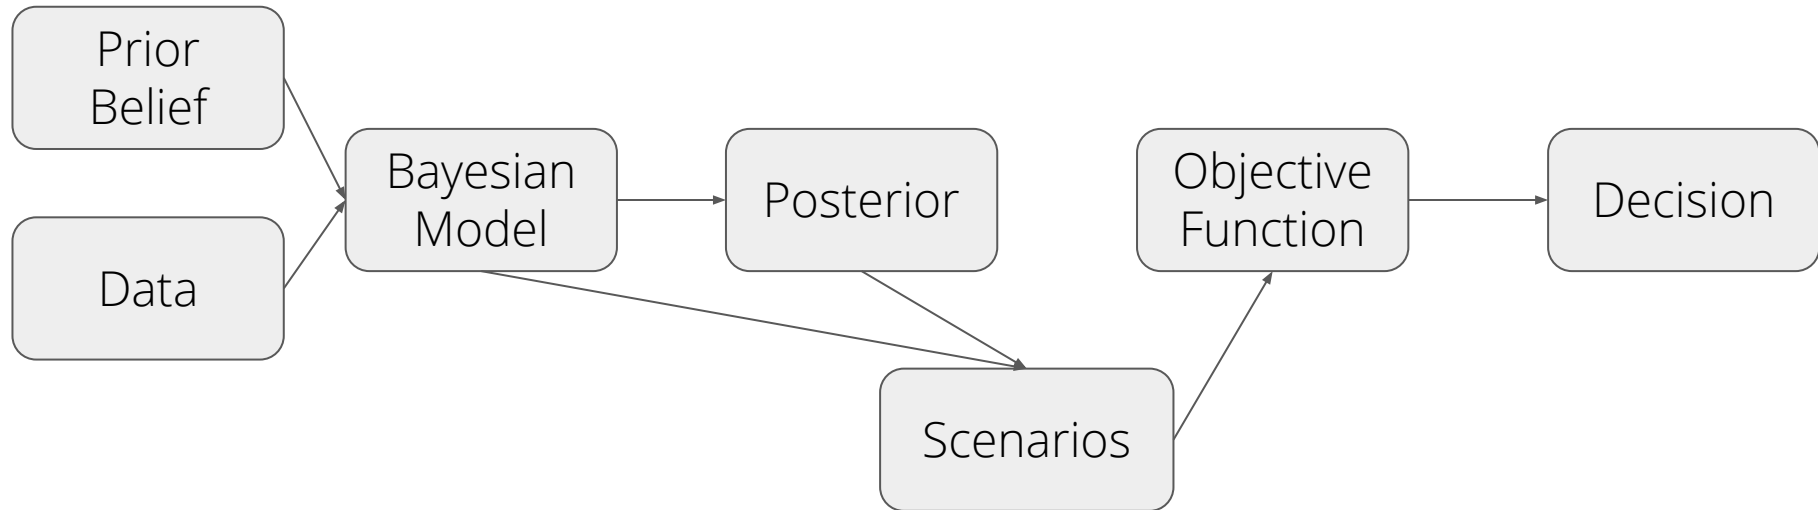 Prior
Belief
Data
Bayesian
Model
Posterior
Scenarios
Objective
Function
Decision